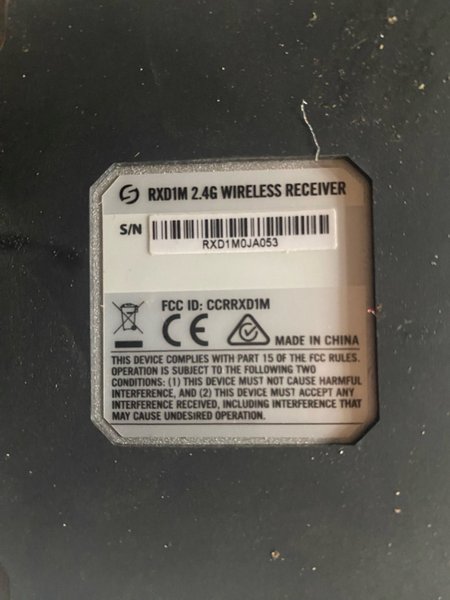 RXD1M 2.4G WIRELESS RECEIVER
S/N
RXD1M0JA053
FCC ID: CCRRXD1M
CE
MADE IN CHINA
THIS DEVICE COMPLIES WITH PART 15 OF THE FCC RULES.
OPERATION IS SUBJECT TO THE FOLLOWING TWO
CONDITIONS: (1) THIS DEVICE MUST NOT CAUSE HARMFUL
INTERFERENCE, AND (2) THIS DEVICE MUST ACCEPT ANY
INTERFERENCE RECEIVED, INCLUDING INTERFERENCE THAT
MAY CAUSE UNDESIRED OPERATION.